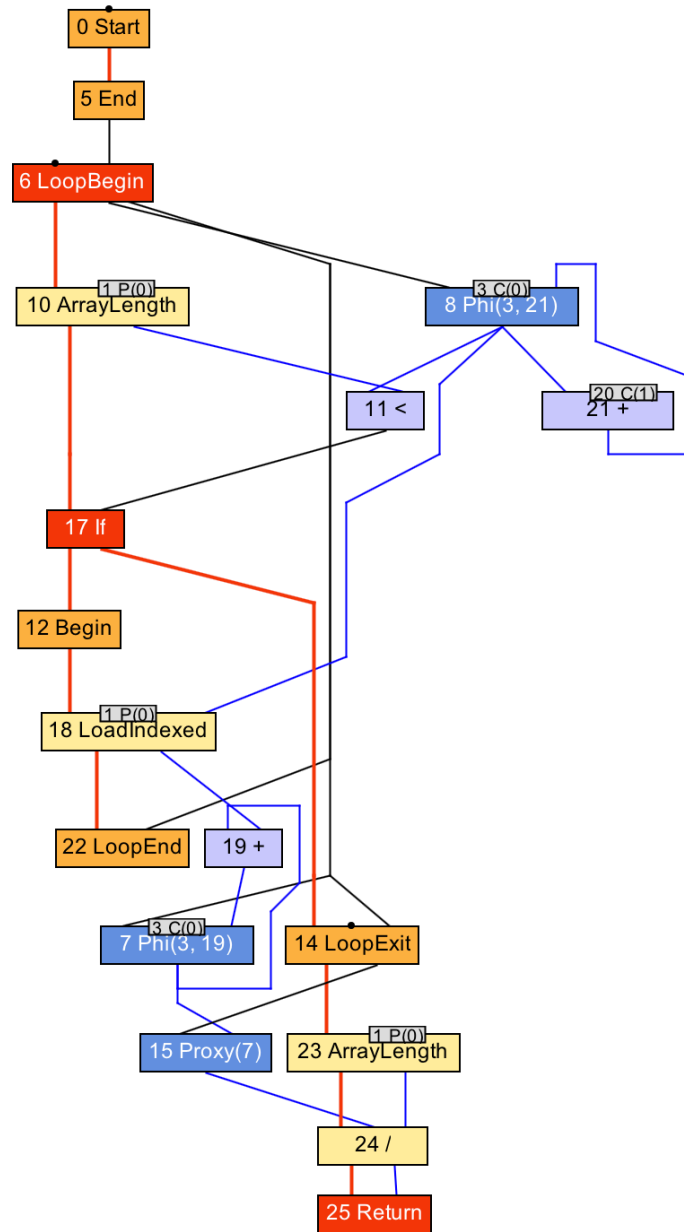 0 Start
5 End
6 LoopBegin
1 P(0)
10 ArrayLength
3 C(0)
8 Phi(3, 21)
11 <
20 C(1)
21 +
17 If
12 Begin
1 P(0)
18 LoadIndexed
22 LoopEnd
19 +
3 C(0)
7 Phi(3, 19)
14 LoopExit
15 Proxy(7)
1 P(0)
23 ArrayLength
24 /
25 Return